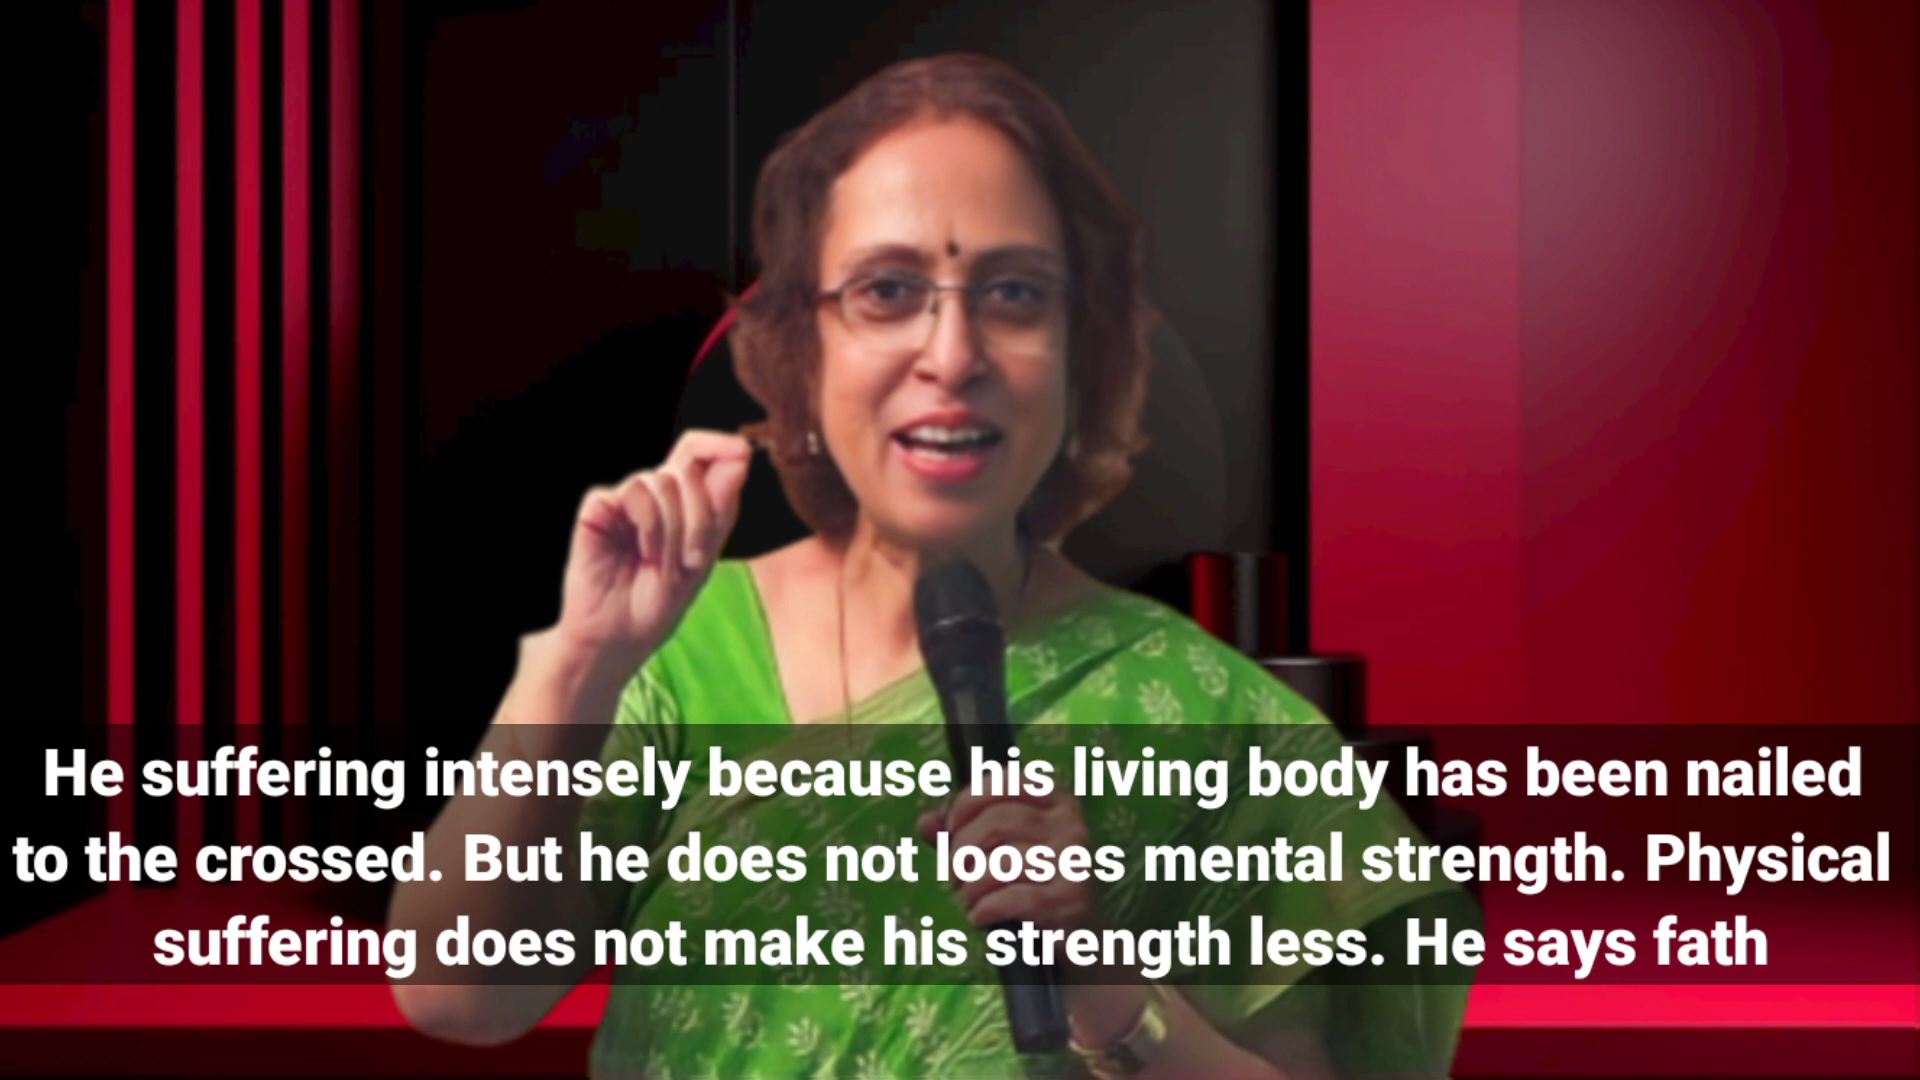 He suffering intensely because his living body has been nailed
to the crossed. But he does not looses mental strength. Physical
suffering does not make his strength less. He says fath